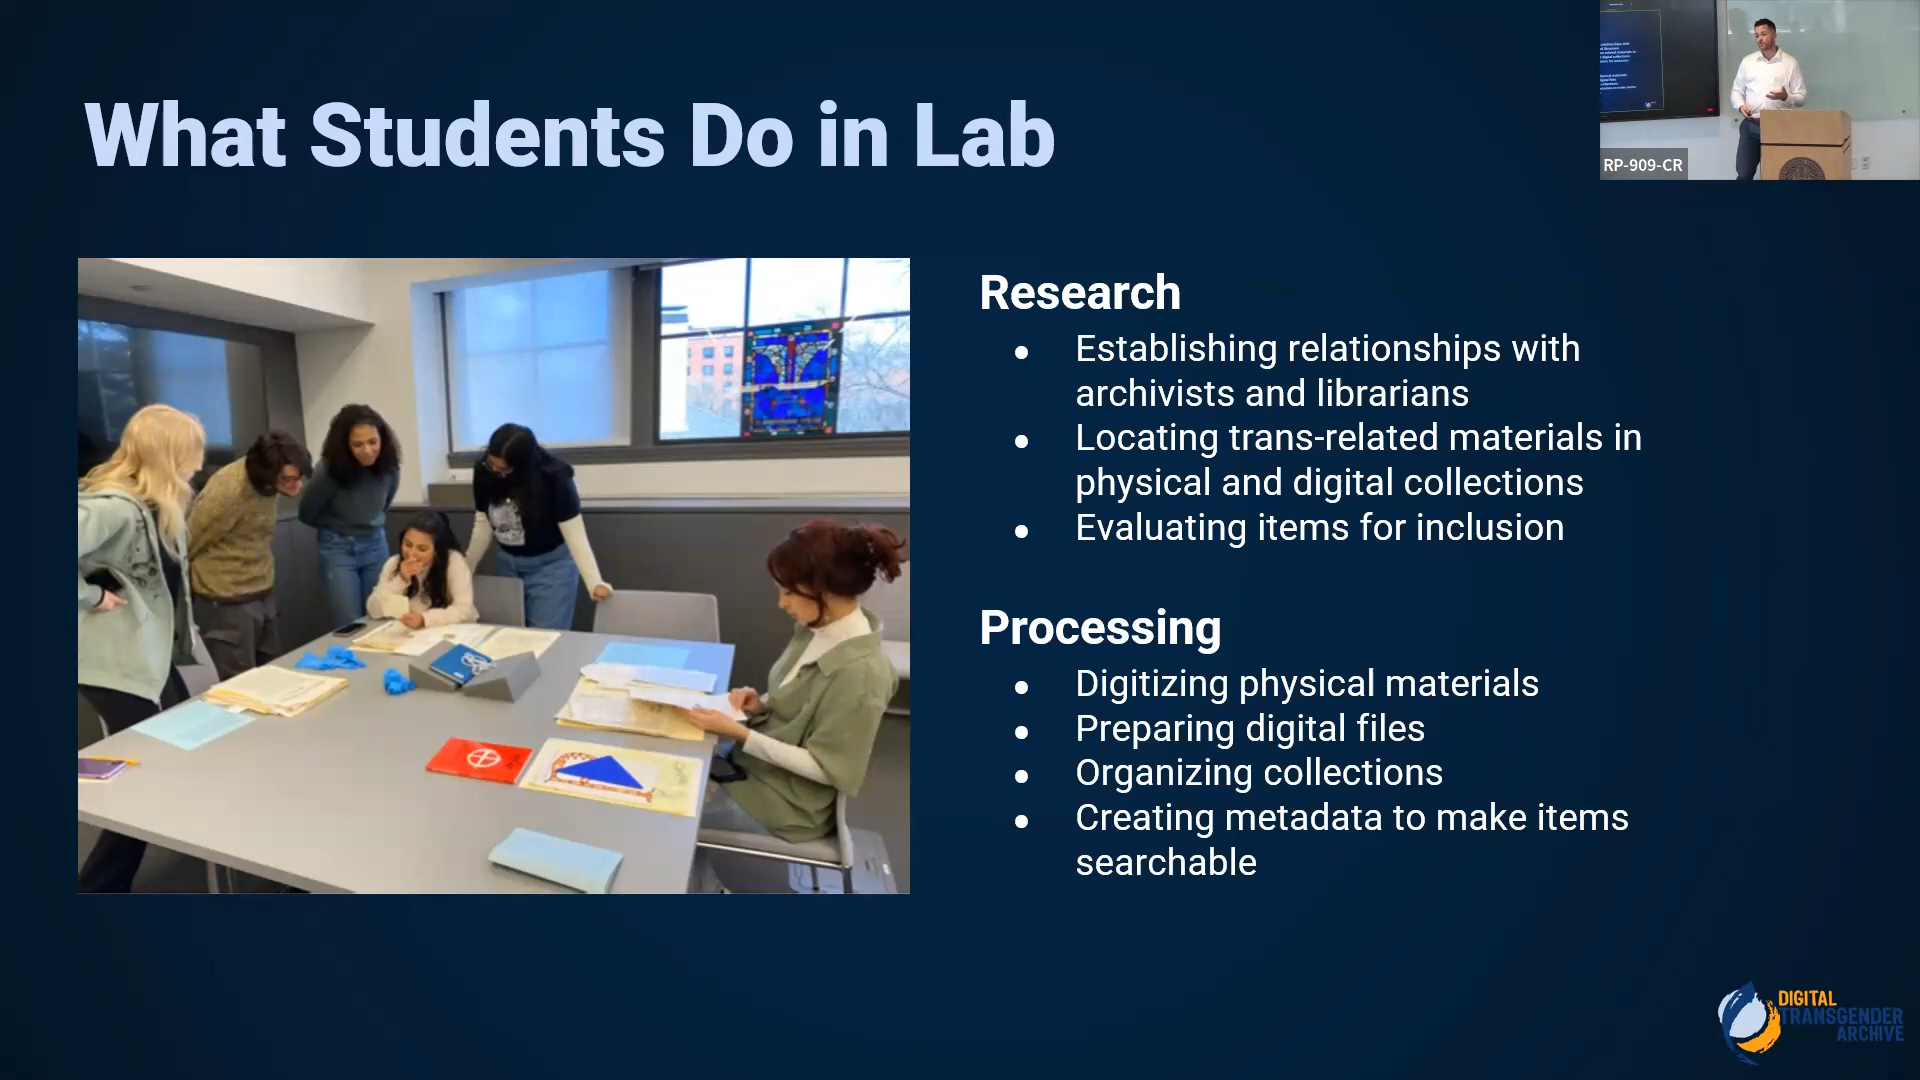 What Students Do in Lab
RP-909-CR
Research
● Establishing relationships with
archivists and librarians
● Locating trans-related materials in
physical and digital collections
● Evaluating items for inclusion
Processing
● Digitizing physical materials
● Preparing digital files
● Organizing collections
● Creating metadata to make items
searchable
DIGITAL
TRANSGENDER
ARCHIVE